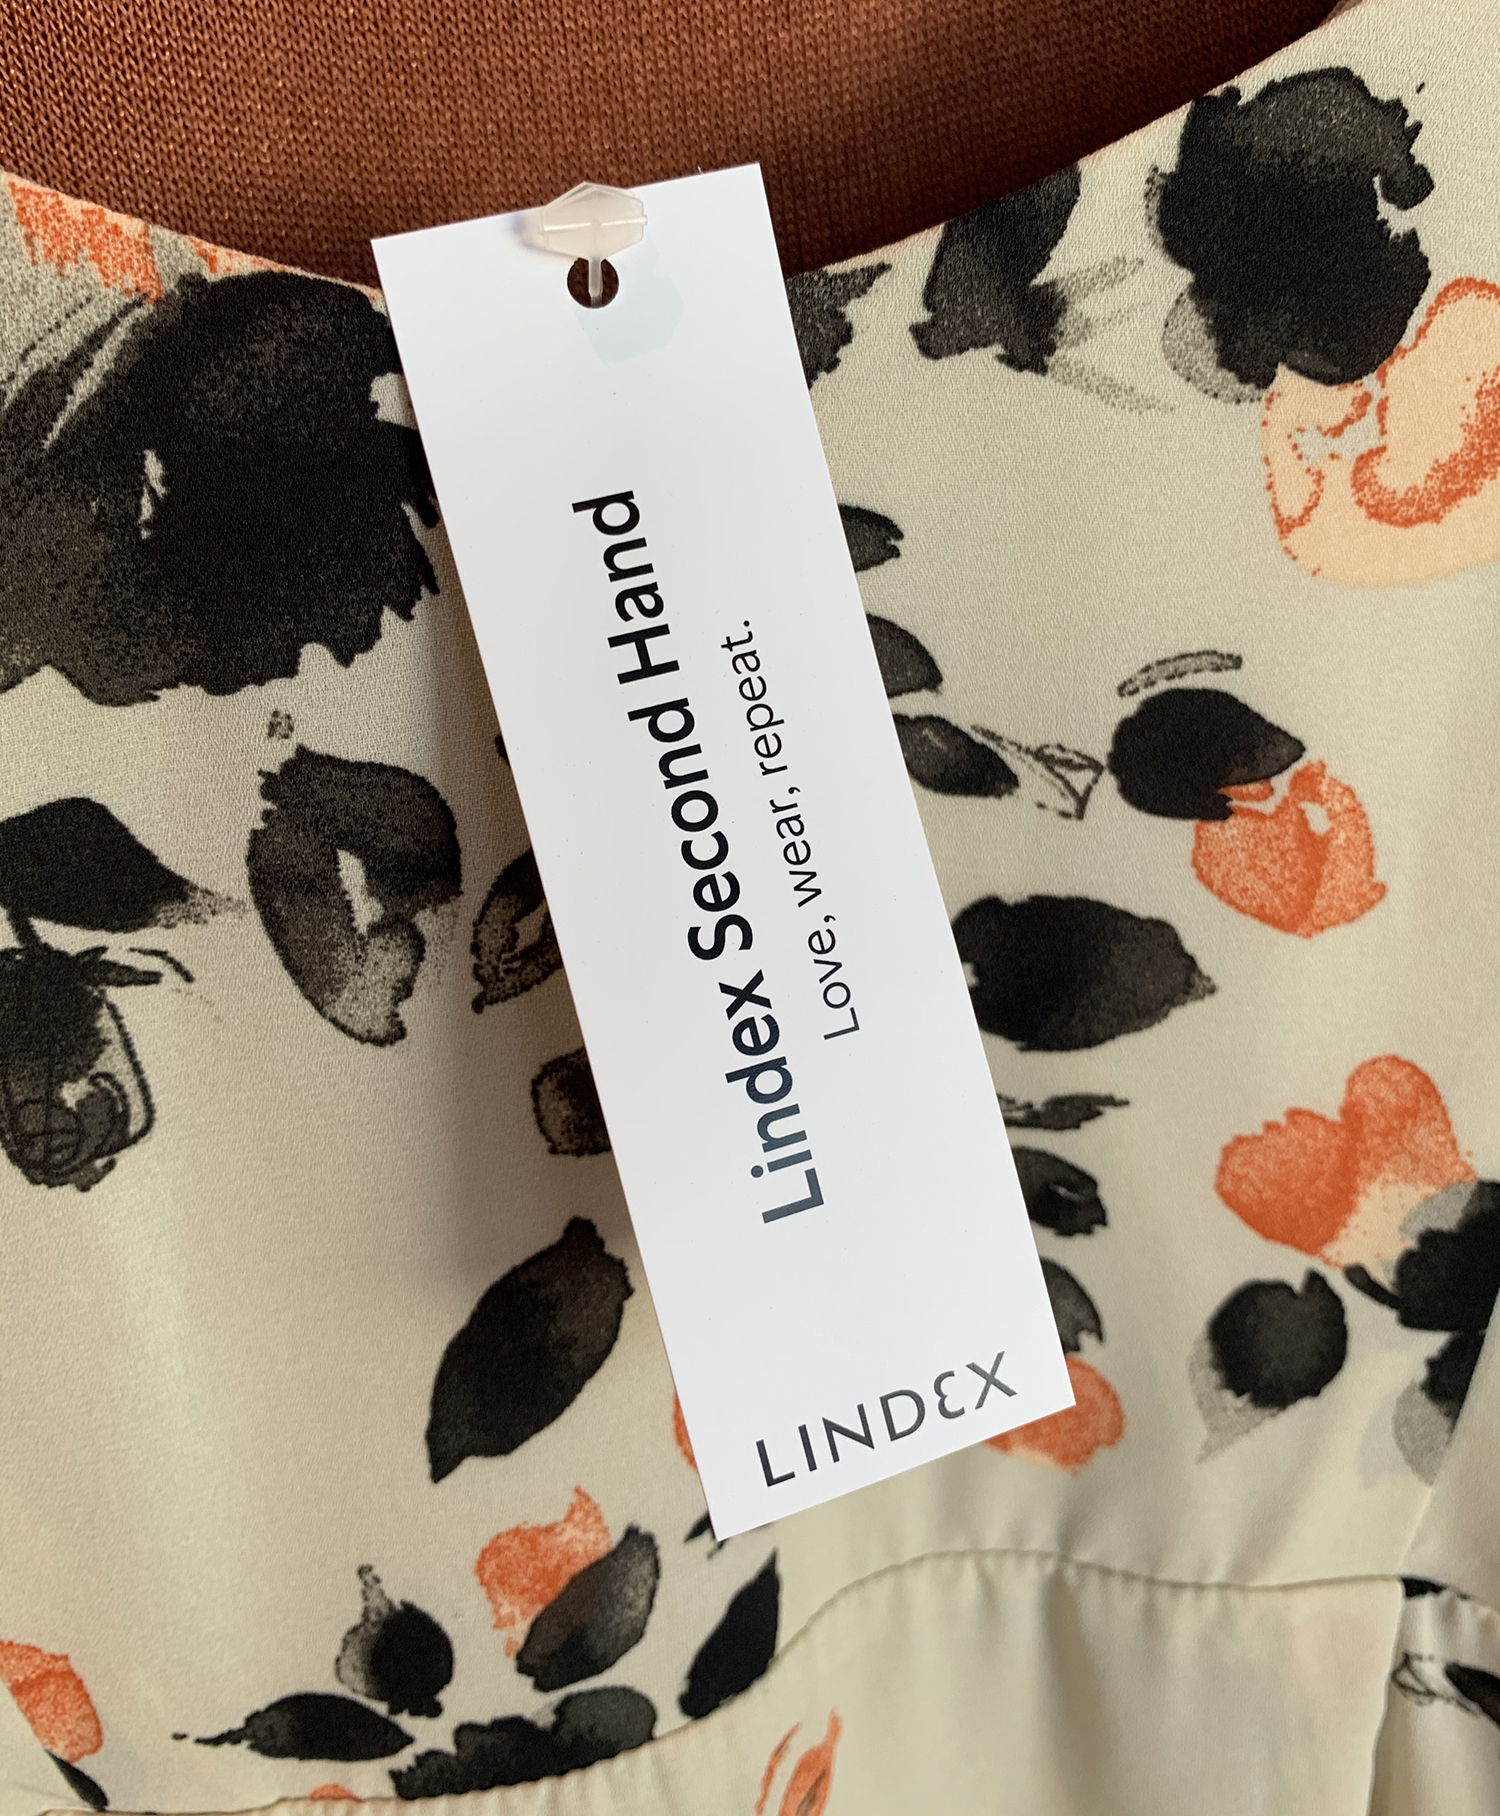 Lindex Second Hand
Love, wear, repeat.
LINDEX